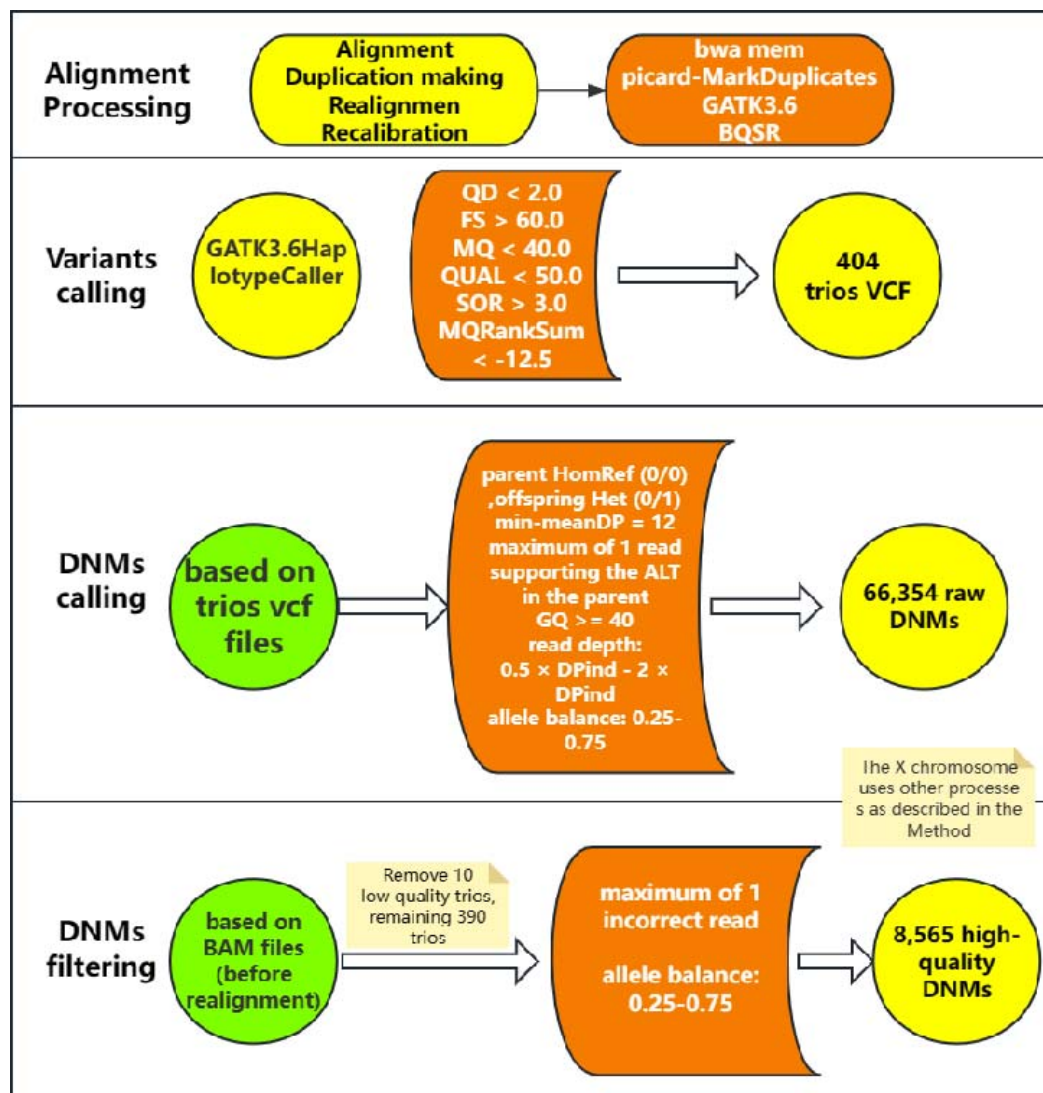 Alignment
Processing
Alignment
Duplication making
Realignmen
Recalibration
bwa mem
picard-MarkDuplicates
GATK3.6
BQSR
Variants
calling
GATK3.6Hap
lotypeCaller
QD < 2.0
FS > 60.0
MQ < 40.0
QUAL < 50.0
SOR > 3.0
MQRankSum
< -12.5
404
trios VCF
DNMs
calling
based on
trios vcf
files
parent HomRef (0/0)
,offspring Het (0/1)
min-meanDP = 12
maximum of 1 read
supporting the ALT
in the parent
GQ >= 40
read depth:
0.5 × DPind - 2 ×
DPind
allele balance: 0.25-
0.75
66,354 raw
DNMs
The X chromosome
uses other processe
s as described in the
Method
DNMs
filtering
based on
BAM files
(before
realignment)
Remove 10
low quality trios,
remaining 390
trios
maximum of 1
incorrect read
allele balance:
0.25-0.75
8,565 high-
quality
DNMs